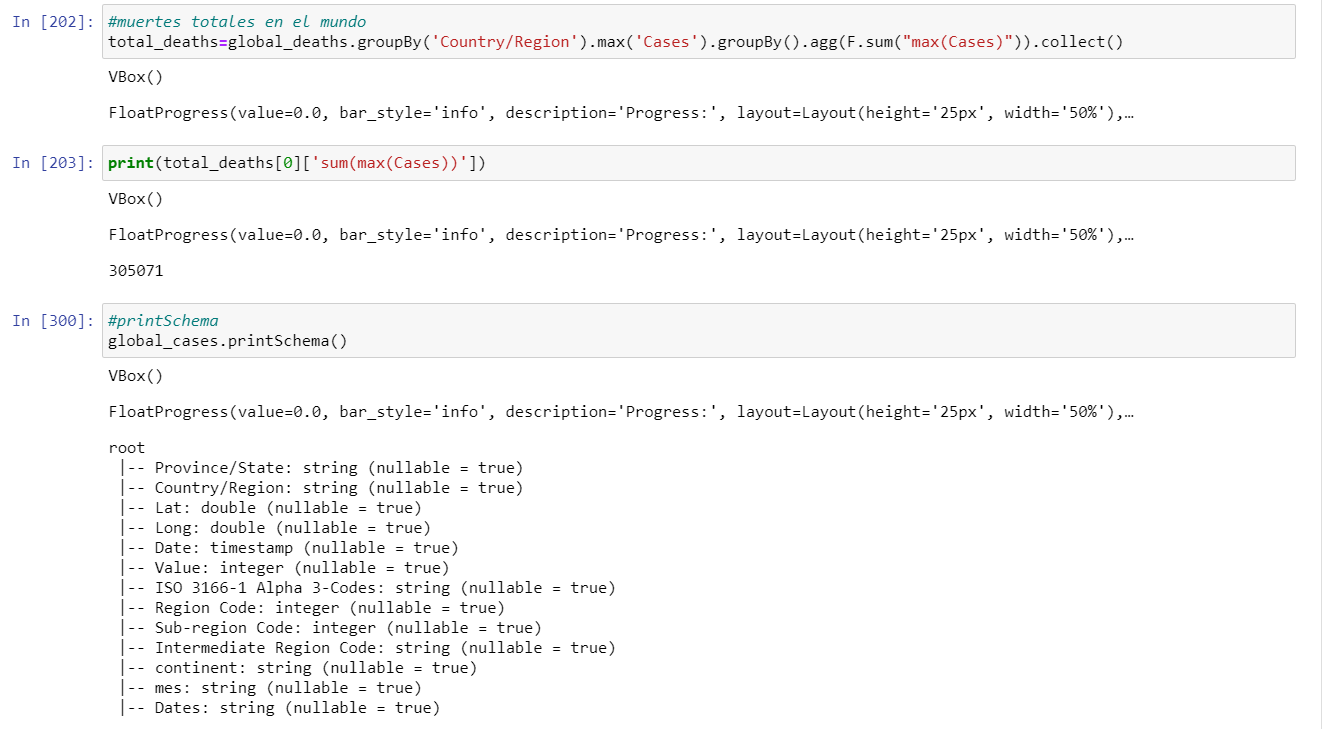 In [202]: #muertes totales en el mundo
total_deaths=global_deaths.groupBy('Country/Region').max('Cases').groupBy().agg(F.sum("max(Cases)")).collect()
VBox()
FloatProgress(value=0.0, bar_style='info', description='Progress:', layout=Layout(height='25px', width='50%'),…
In [203]: print(total_deaths[0]['sum(max(Cases))'])
VBox()
FloatProgress(value=0.0, bar_style='info', description='Progress:', layout=Layout(height='25px', width='50%'),…
305071
In [300]: #printSchema
global_cases.printSchema()
VBox()
FloatProgress(value=0.0, bar_style='info', description='Progress:', layout=Layout(height='25px', width='50%'),…
root
|-- Province/State: string (nullable = true)
|-- Country/Region: string (nullable = true)
|-- Lat: double (nullable = true)
|-- Long: double (nullable = true)
|-- Date: timestamp (nullable = true)
|-- Value: integer (nullable = true)
|-- ISO 3166-1 Alpha 3-Codes: string (nullable = true)
|-- Region Code: integer (nullable = true)
|-- Sub-region Code: integer (nullable = true)
|-- Intermediate Region Code: string (nullable = true)
|-- continent: string (nullable = true)
|-- mes: string (nullable = true)
|-- Dates: string (nullable = true)